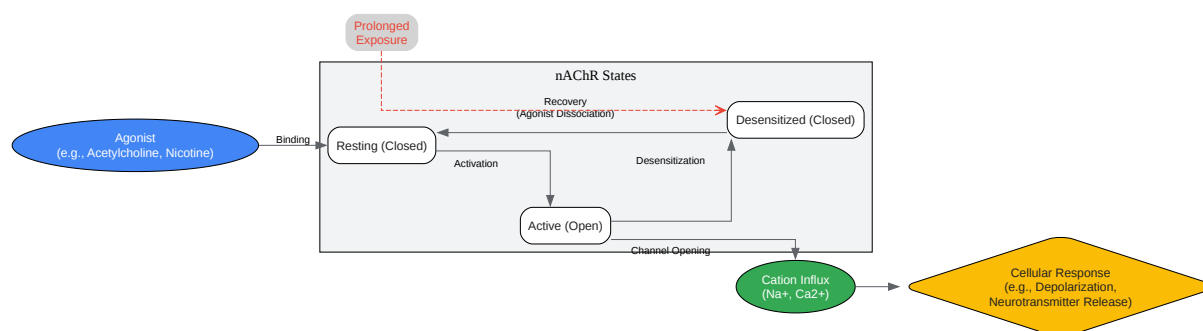 Prolonged
Exposure
nAChR States
Recovery
(Agonist Dissociation)
Desensitized (Closed)
Agonist
(e.g., Acetylcholine, Nicotine)
Binding
Resting (Closed)
Activation
Desensitization
Active (Open)
Channel Opening
Cation Influx
(Na+, Ca2+)
Cellular Response
(e.g., Depolarization,
Neurotransmitter Release)